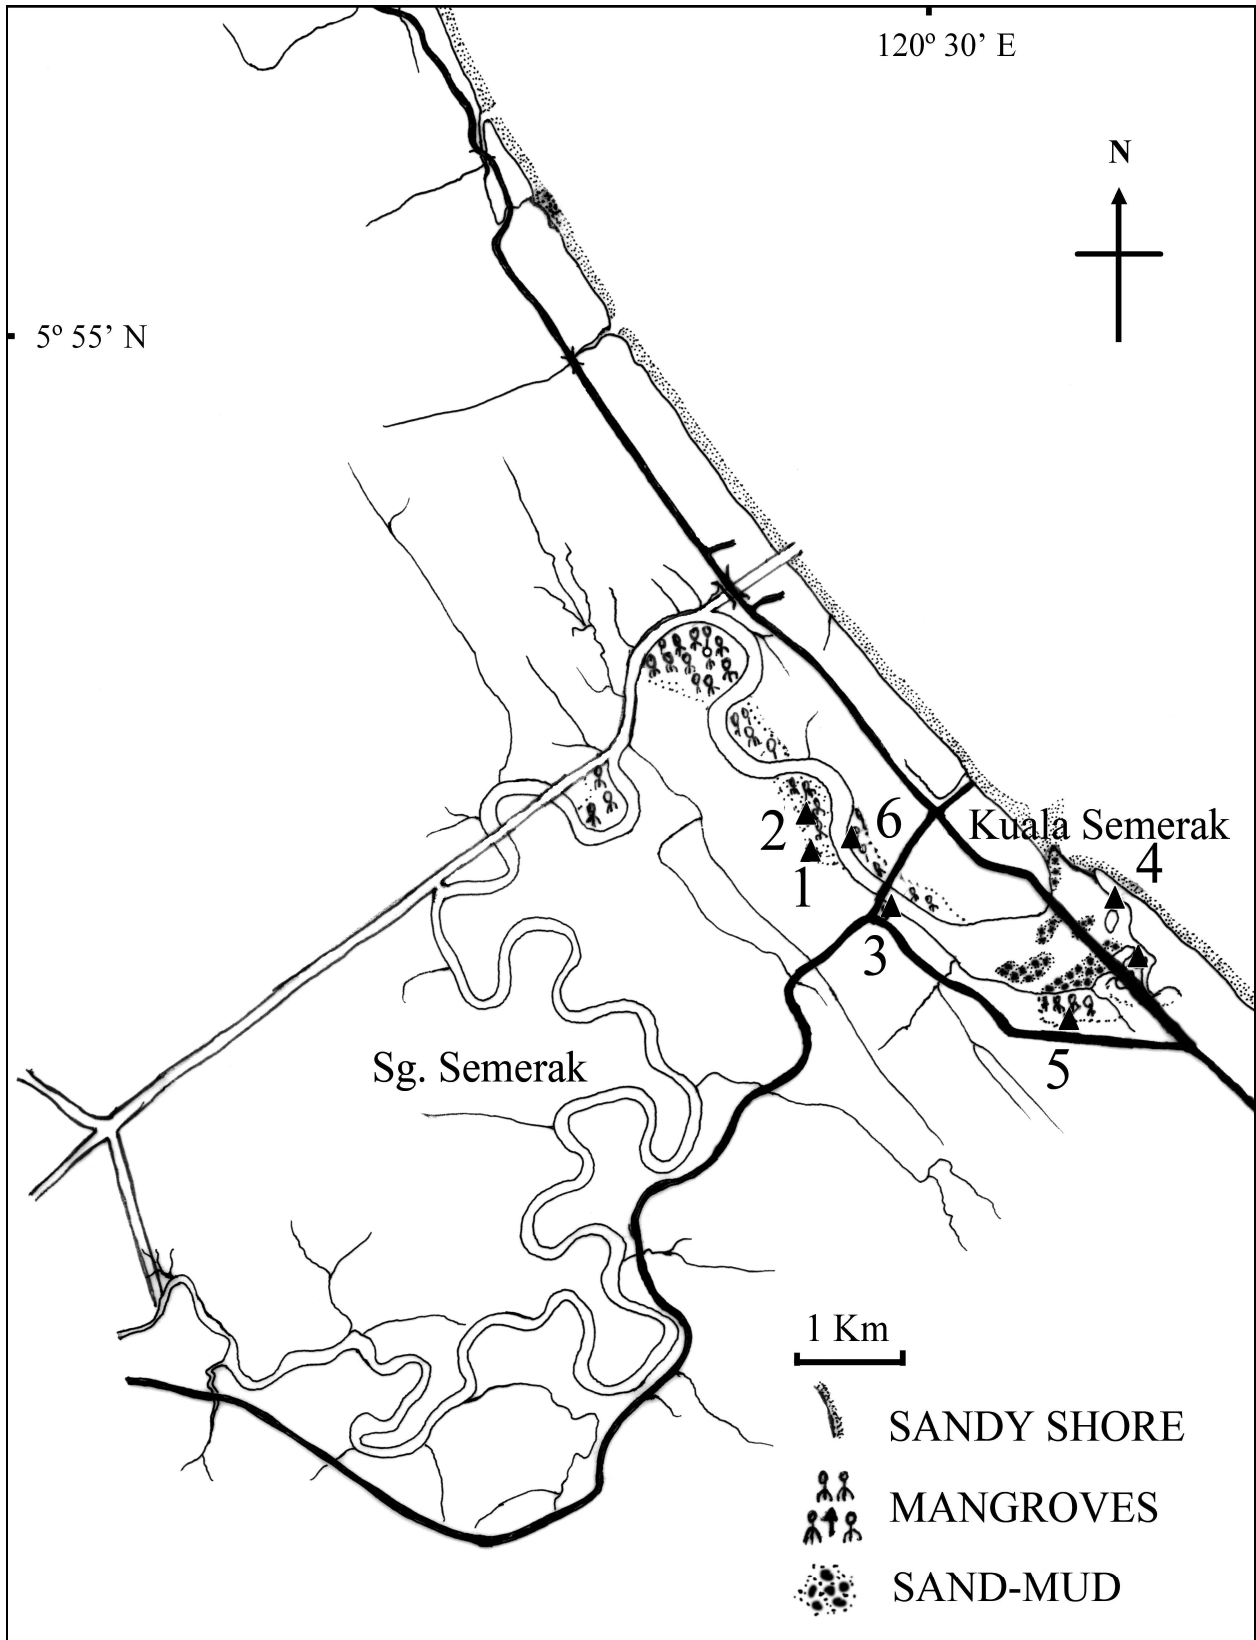 120º 30’ E
N
5º 55’ N
Kuala Semerak
2
6
4
1
3
5
Sg. Semerak
1 Km
SANDY SHORE
MANGROVES
SAND-MUD